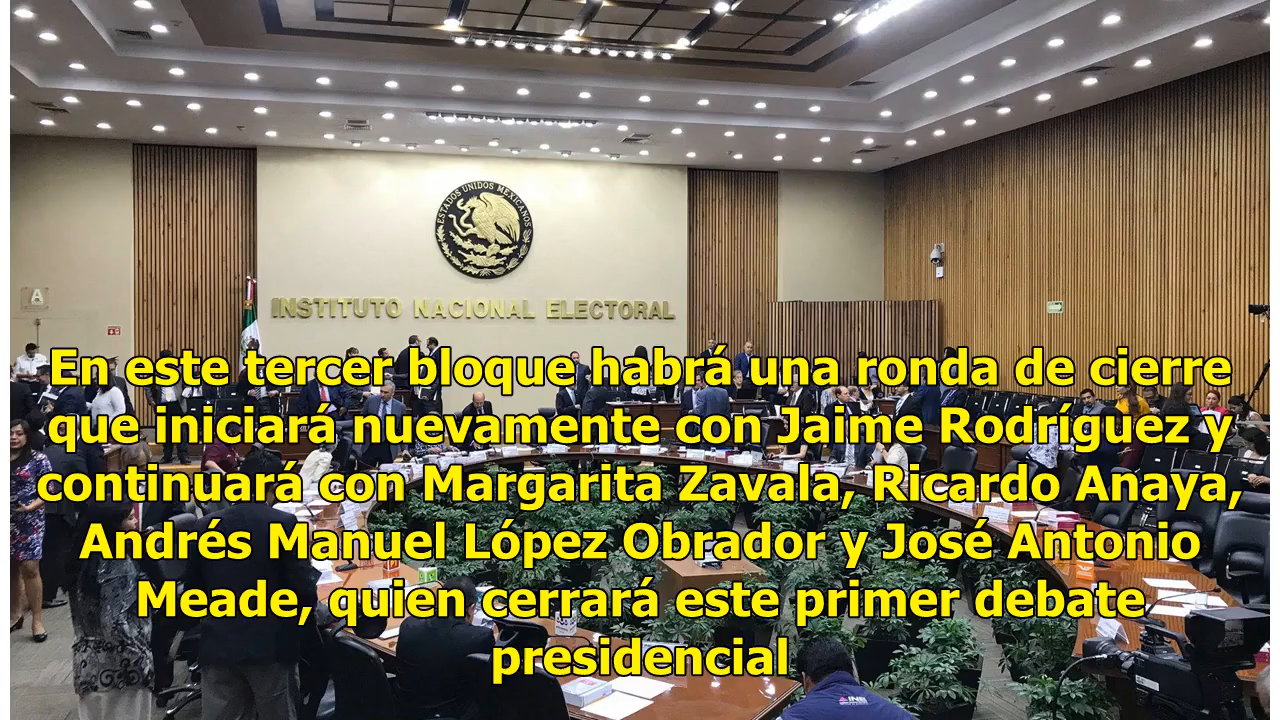 A
ESTADOS UNIDOS MEXICANOS
INSTITUTO NACIONAL ELECTORAL
En este tercer bloque habrá una ronda de cierre
que iniciará nuevamente con Jaime Rodríguez y
continuará con Margarita Zavala, Ricardo Anaya,
Andrés Manuel López Obrador y José Antonio
Meade, quien cerrará este primer debate
presidencial
INE